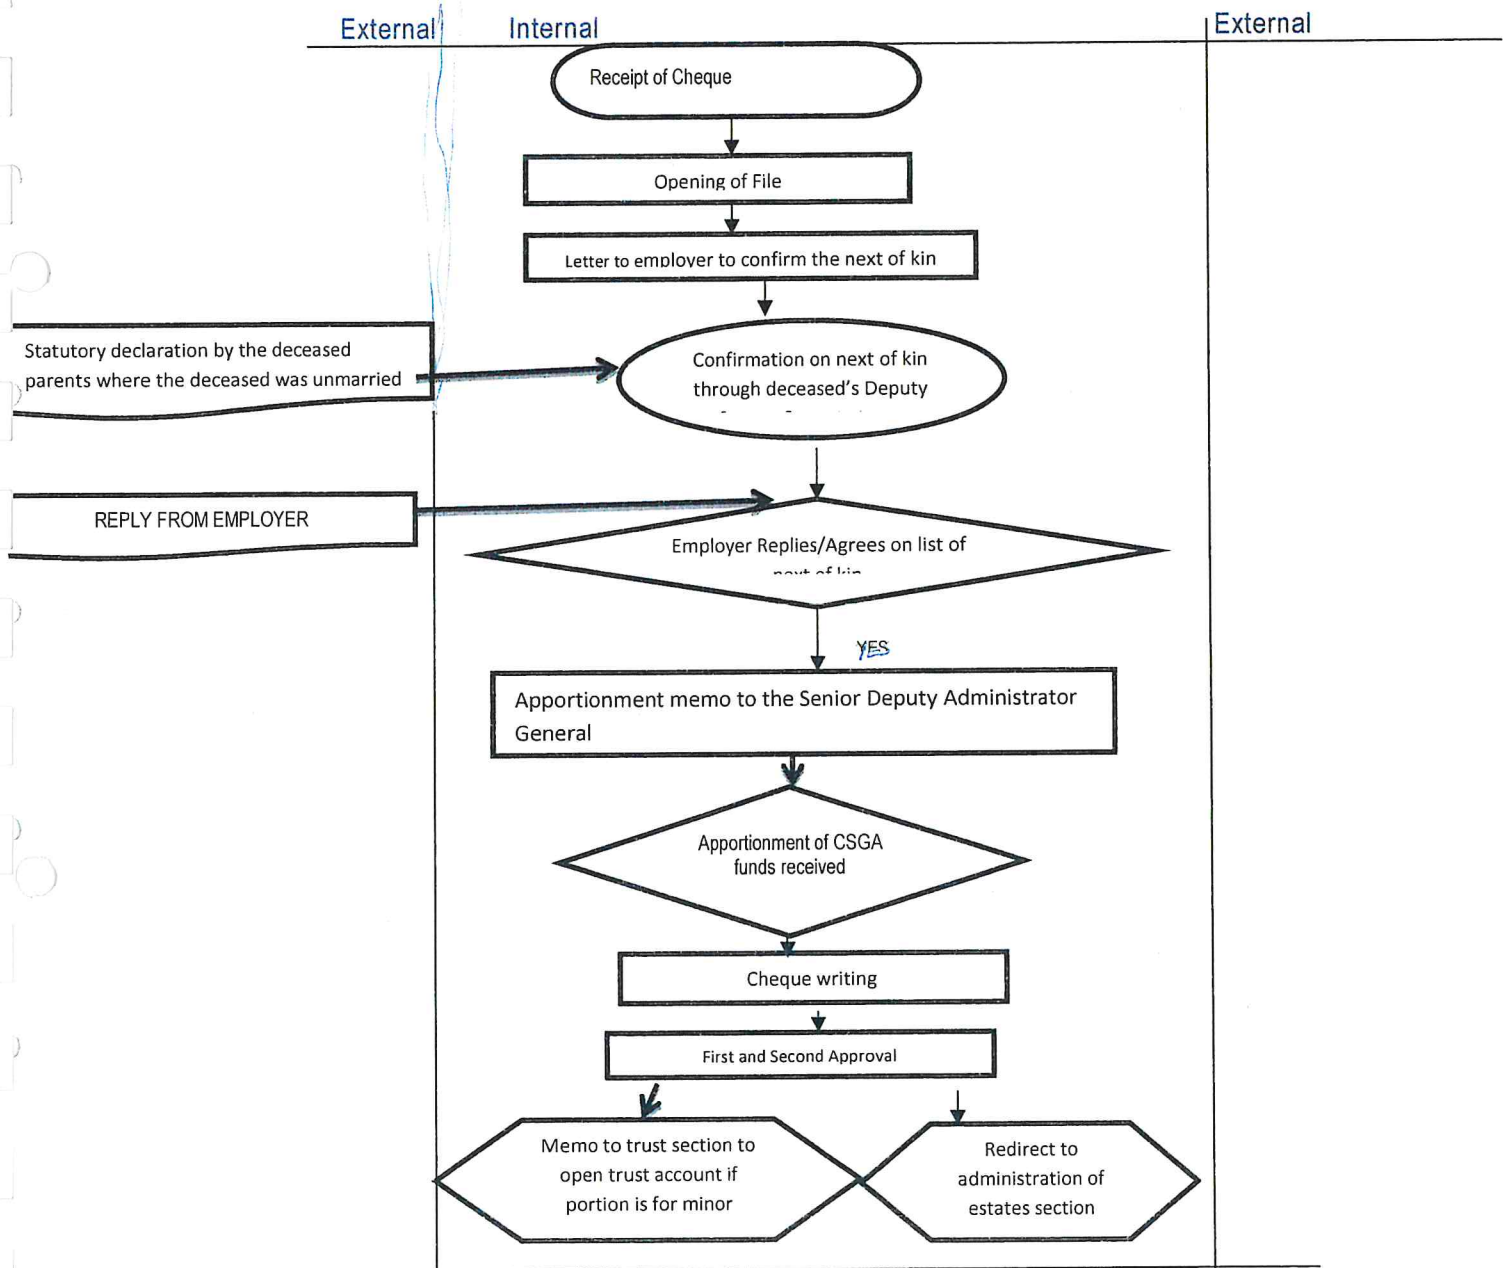 External Internal External
Receipt of Cheque
Opening of File
Letter to employer to confirm the next of kin
Statutory declaration by the deceased
parents where the deceased was unmarried
Confirmation on next of kin
through deceased's Deputy
REPLY FROM EMPLOYER
Employer Replies/Agrees on list of
next of kin
YES
Apportionment memo to the Senior Deputy Administrator
General
Apportionment of CSGA
funds received
Cheque writing
First and Second Approval
Memo to trust section to
open trust account if
portion is for minor
Redirect to
administration of
estates section